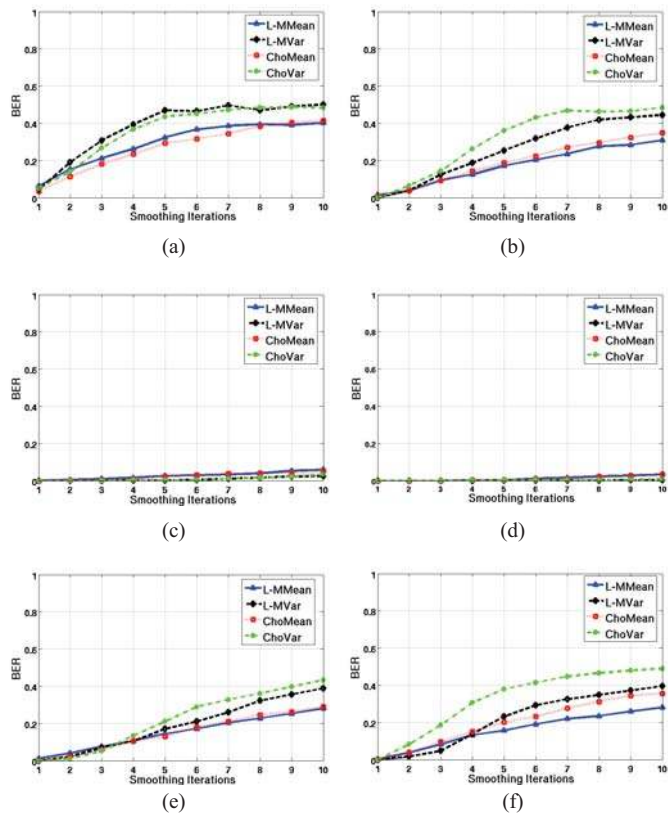 1
0.8
0.6
0.4
0.2
0
BER
L-MMean
L-MVar
ChoMean
ChoVar
1 2 3 4 5 6 7 8 9 10
Smoothing Iterations
(a)
1
0.8
0.6
0.4
0.2
0
BER
L-MMean
L-MVar
ChoMean
ChoVar
1 2 3 4 5 6 7 8 9 10
Smoothing Iterations
(b)
1
0.8
0.6
0.4
0.2
0
BER
L-MMean
L-MVar
ChoMean
ChoVar
1 2 3 4 5 6 7 8 9 10
Smoothing Iterations
(c)
1
0.8
0.6
0.4
0.2
0
BER
L-MMean
L-MVar
ChoMean
ChoVar
1 2 3 4 5 6 7 8 9 10
Smoothing Iterations
(d)
1
0.8
0.6
0.4
0.2
0
BER
L-MMean
L-MVar
ChoMean
ChoVar
1 2 3 4 5 6 7 8 9 10
Smoothing Iterations
(e)
1
0.8
0.6
0.4
0.2
0
BER
L-MMean
L-MVar
ChoMean
ChoVar
1 2 3 4 5 6 7 8 9 10
Smoothing Iterations
(f)